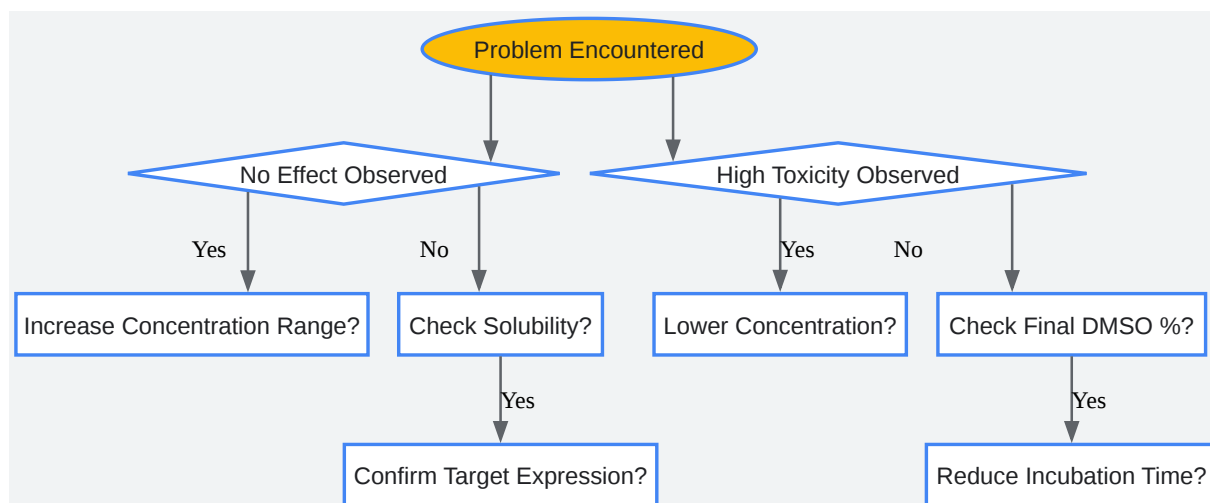 Problem Encountered
No Effect Observed
High Toxicity Observed
Yes
No
Yes
No
Increase Concentration Range?
Check Solubility?
Lower Concentration?
Check Final DMSO %?
Yes
Yes
Confirm Target Expression?
Reduce Incubation Time?